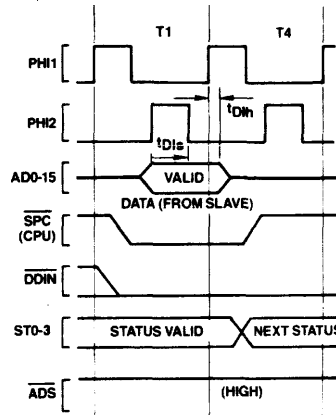 T1 T4
PHI1
tDIh
PHI2
tDIs
AD0-15 VALID
DATA (FROM SLAVE)
SPC
(CPU)
DDIN
ST0-3 STATUS VALID NEXT STATUS
ADS (HIGH)